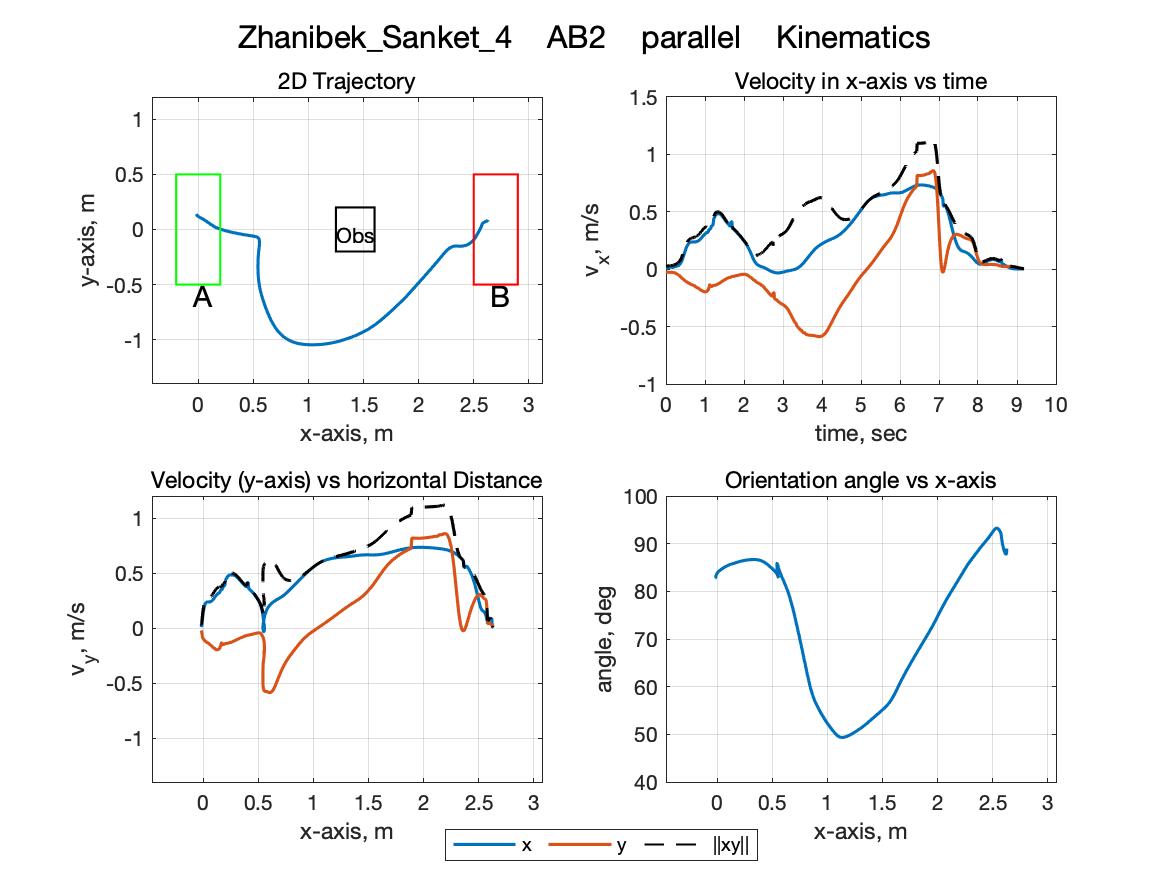 Zhanibek_Sanket_4 AB2 parallel Kinematics
2D Trajectory
1
0.5
0
-0.5
-1
y-axis, m
A
Obs
B
0 0.5 1 1.5 2 2.5 3
x-axis, m
Velocity in x-axis vs time
1.5
1
0.5
0
-0.5
-1
vx, m/s
0 1 2 3 4 5 6 7 8 9 10
time, sec
Velocity (y-axis) vs horizontal Distance
1
0.5
0
-0.5
-1
vy, m/s
0 0.5 1 1.5 2 2.5 3
x-axis, m
Orientation angle vs x-axis
100
90
80
70
60
50
40
angle, deg
0 0.5 1 1.5 2 2.5 3
x-axis, m
x y ||xy||